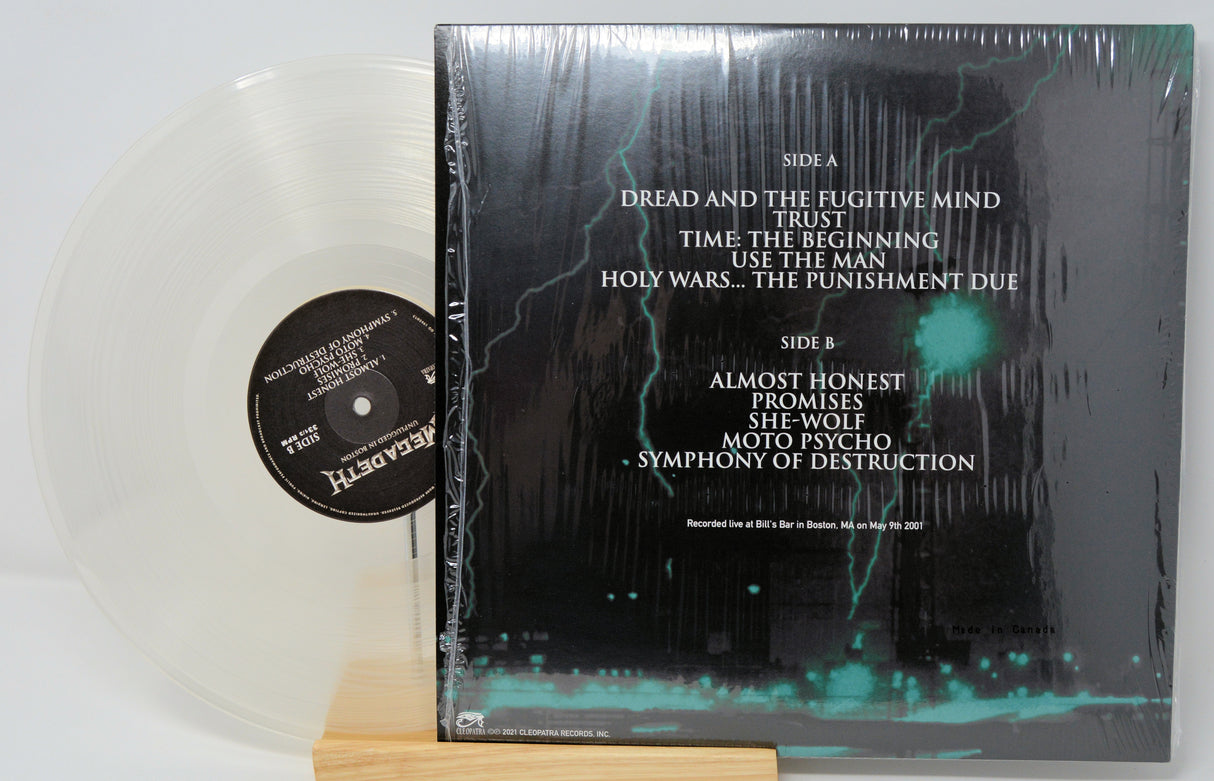 SIDE A
DREAD AND THE FUGITIVE MIND
TRUST
TIME: THE BEGINNING
USE THE MAN
HOLY WARS... THE PUNISHMENT DUE
SIDE B
ALMOST HONEST
PROMISES
SHE-WOLF
MOTO PSYCHO
SYMPHONY OF DESTRUCTION
Recorded live at Bill's Bar in Boston, MA on May 9th 2001
Made in Canada
CLEOPATRA ©℗ 2021 CLEOPATRA RECORDS, INC.
MEGADETH
UNPLUGGED IN BOSTON
SIDE B
33 1/3 RPM
1. ALMOST HONEST
2. PROMISES
3. SHE-WOLF
4. MOTO PSYCHO
5. SYMPHONY OF DESTRUCTION